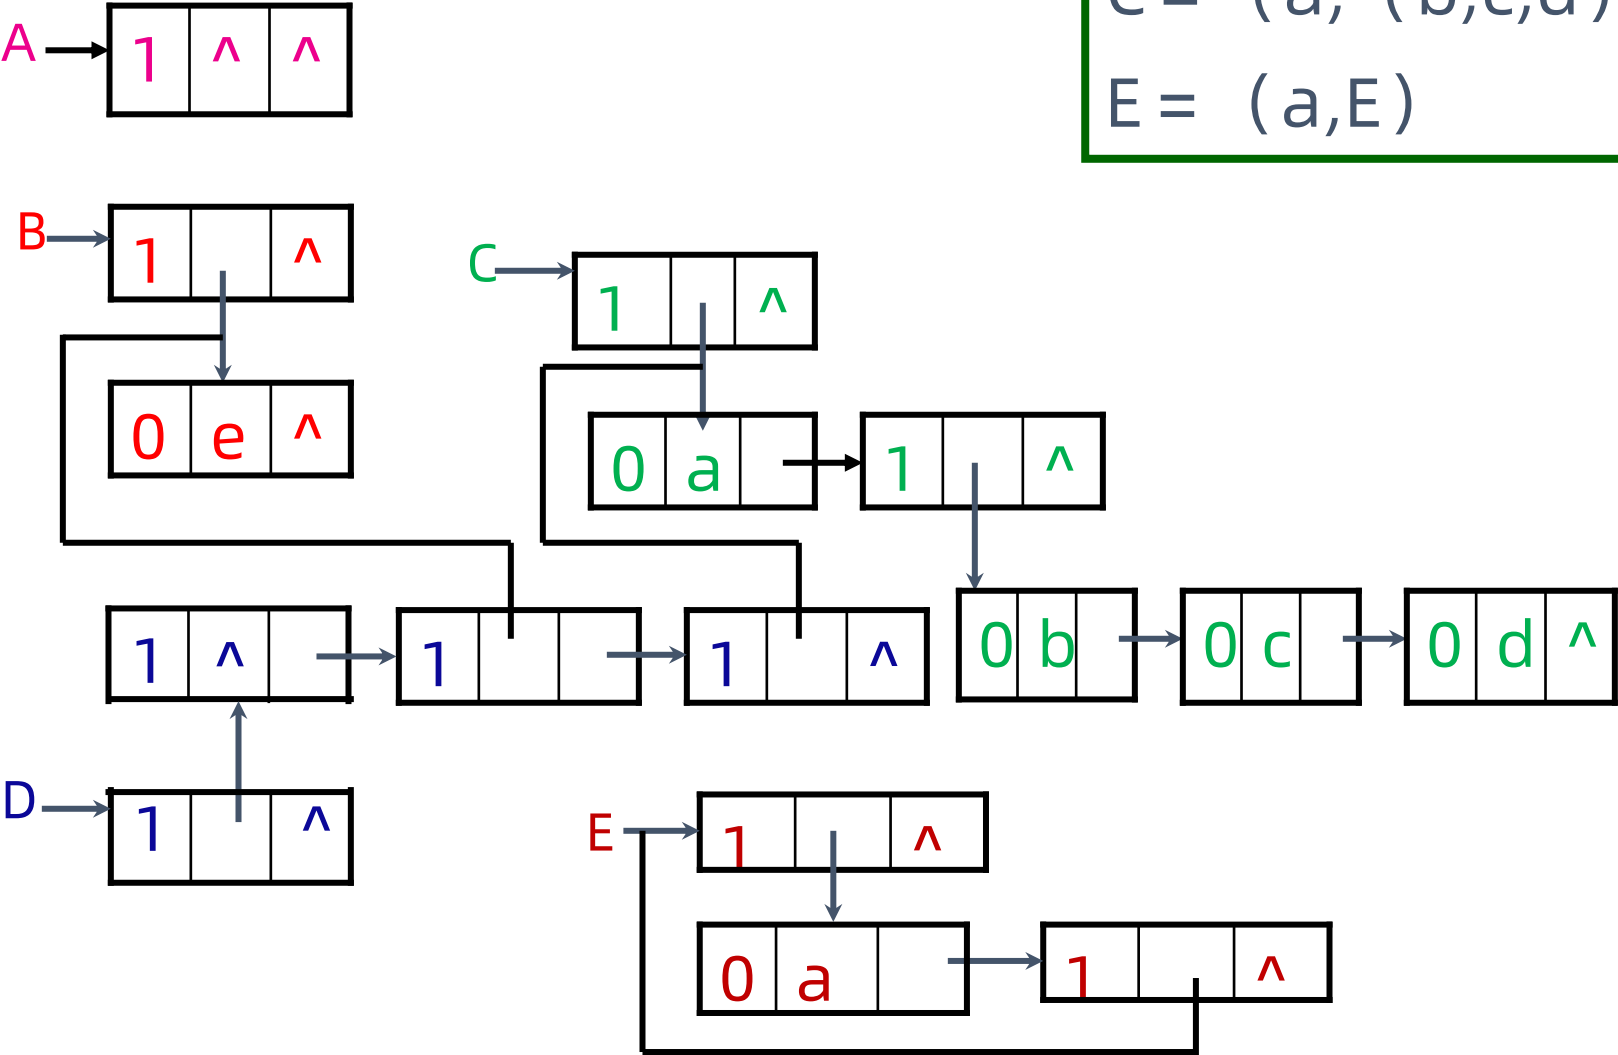 C = (a, (b,c,d)
E = (a,E)
A 1 ^ ^
B 1 ^
C 1 ^
0 e ^
0 a 1 ^
1 ^ 1 1 ^ 0 b 0 c 0 d ^
D 1 ^
E 1 ^
0 a 1 ^